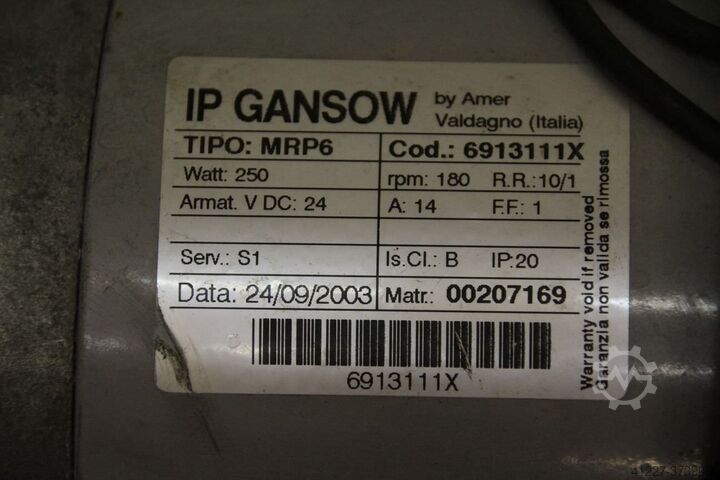 IP GANSOW by Amer
Valdagno (Italia)
TIPO: MRP6 Cod.: 6913111X
Watt: 250 rpm: 180 R.R.:10/1
Armat. V DC: 24 A: 14 F.F.: 1
Serv.: S1 Is.Cl.: B IP:20
Data: 24/09/2003 Matr.: 00207169
6913111X
Warranty void if removed
Garanzia non valida se rimossa